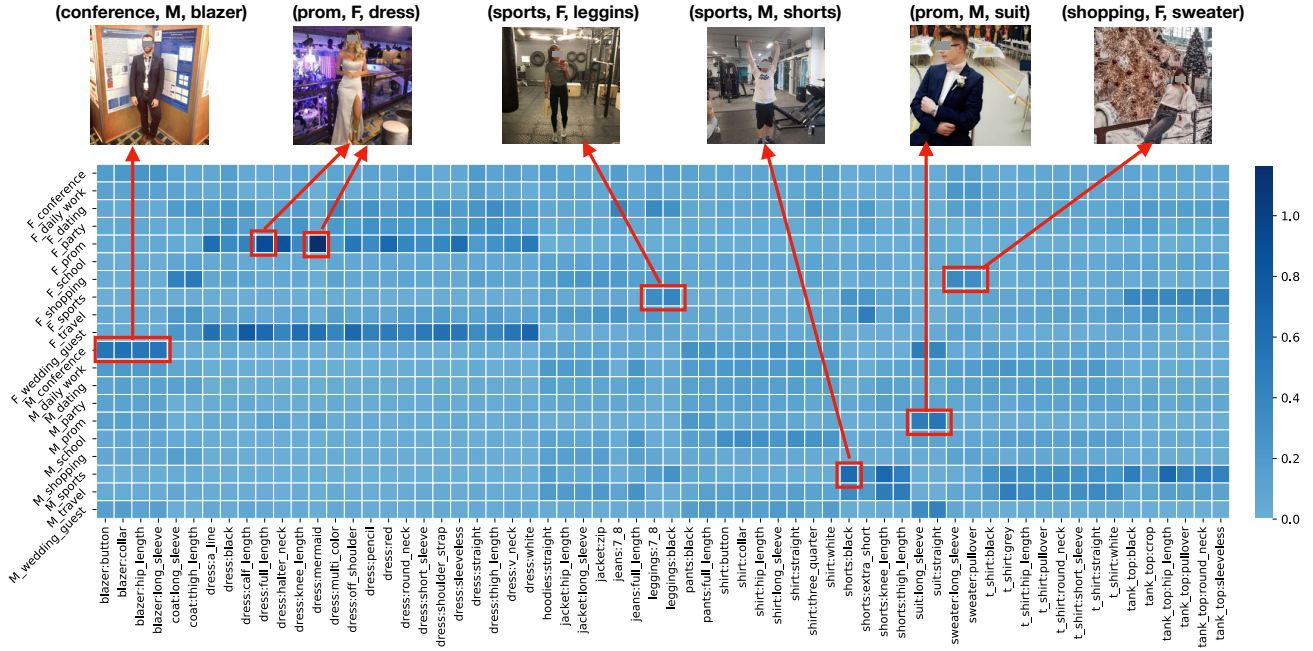 (conference, M, blazer)
(prom, F, dress)
(sports, F, leggins)
(sports, M, shorts)
(prom, M, suit)
(shopping, F, sweater)
F_conference
F_daily work
F_dating
F_party
F_prom
F_school
F_shopping
F_sports
F_travel
F_wedding_guest
M_conference
M_daily work
M_dating
M_party
M_prom
M_school
M_shopping
M_sports
M_travel
M_wedding_guest
1.0
0.8
0.6
0.4
0.2
0.0
blazer:button
blazer:collar
blazer:hip_length
blazer:long_sleeve
coat:long_sleeve
coat:thigh_length
dress:a_line
dress:black
dress:calf_length
dress:full_length
dress:halter_neck
dress:knee_length
dress:mermaid
dress:multi_color
dress:off_shoulder
dress:pencil
dress:red
dress:round_neck
dress:short_sleeve
dress:shoulder_strap
dress:sleeveless
dress:straight
dress:thigh_length
dress:v_neck
dress:white
hoodies:straight
jacket:hip_length
jacket:long_sleeve
jacket:zip
jeans:7_8
jeans:full_length
leggings:7_8
leggings:black
pants:black
pants:full_length
shirt:button
shirt:collar
shirt:hip_length
shirt:long_sleeve
shirt:straight
shirt:three_quarter
shirt:white
shorts:black
shorts:extra_short
shorts:knee_length
shorts:thigh_length
suit:long_sleeve
suit:straight
sweater:long_sleeve
sweater:pullover
t_shirt:black
t_shirt:grey
t_shirt:hip_length
t_shirt:pullover
t_shirt:round_neck
t_shirt:short_sleeve
t_shirt:straight
t_shirt:white
tank_top:black
tank_top:crop
tank_top:hip_length
tank_top:pullover
tank_top:round_neck
tank_top:sleeveless